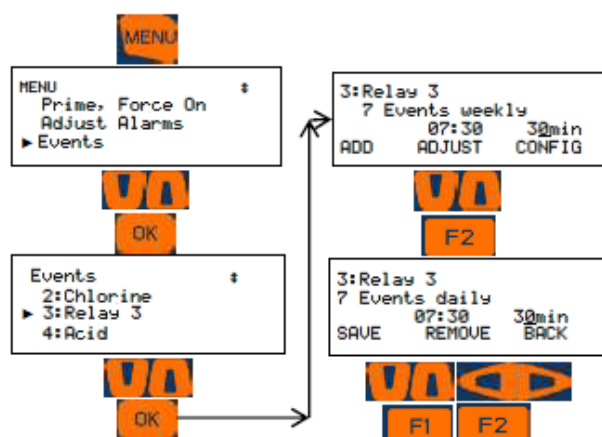 MENU
MENU ⇕
Prime, Force On
Adjust Alarms
▶ Events
OK
Events ⇕
2:Chlorine
▶ 3:Relay 3
4:Acid
OK
3:Relay 3
7 Events weekly
07:30 30min
ADD ADJUST CONFIG
F2
3:Relay 3
7 Events daily
07:30 30min
SAVE REMOVE BACK
F1 F2